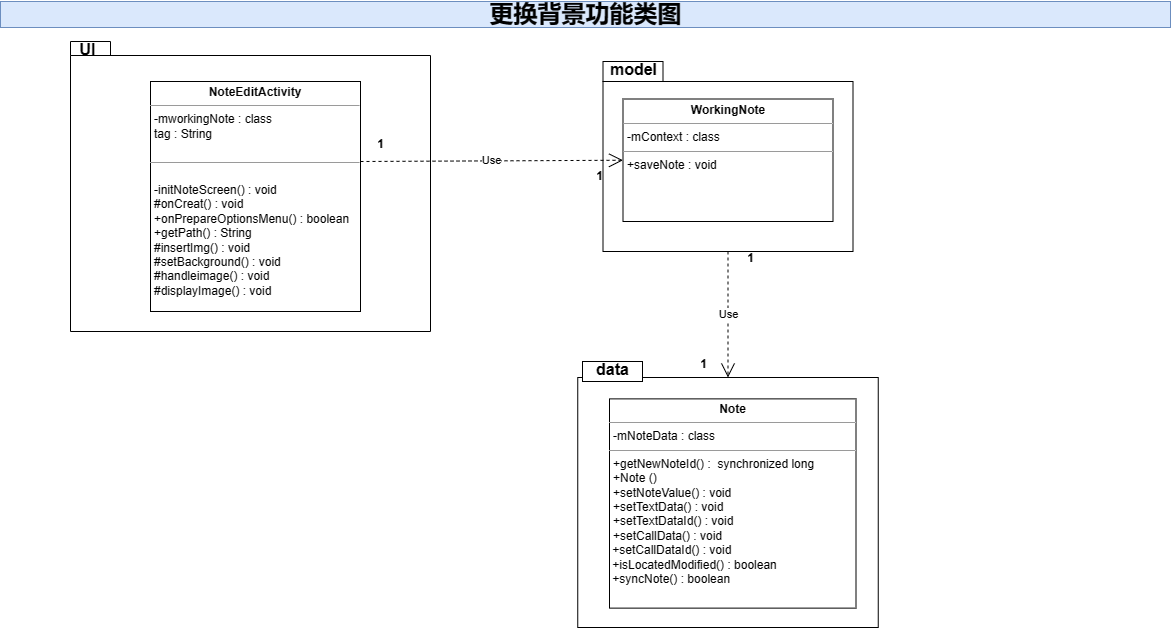 更换背景功能类图
UI
NoteEditActivity
-mworkingNote : class
tag : String
-initNoteScreen() : void
#onCreat() : void
+onPrepareOptionsMenu() : boolean
+getPath() : String
#insertImg() : void
#setBackground() : void
#handleimage() : void
#displayImage() : void
1
Use
1
model
WorkingNote
-mContext : class
+saveNote : void
1
Use
1
data
Note
-mNoteData : class
+getNewNoteId() :  synchronized long
+Note ()
+setNoteValue() : void
+setTextData() : void
+setTextDataId() : void
+setCallData() : void
+setCallDataId() : void
+isLocatedModified() : boolean
+syncNote() : boolean